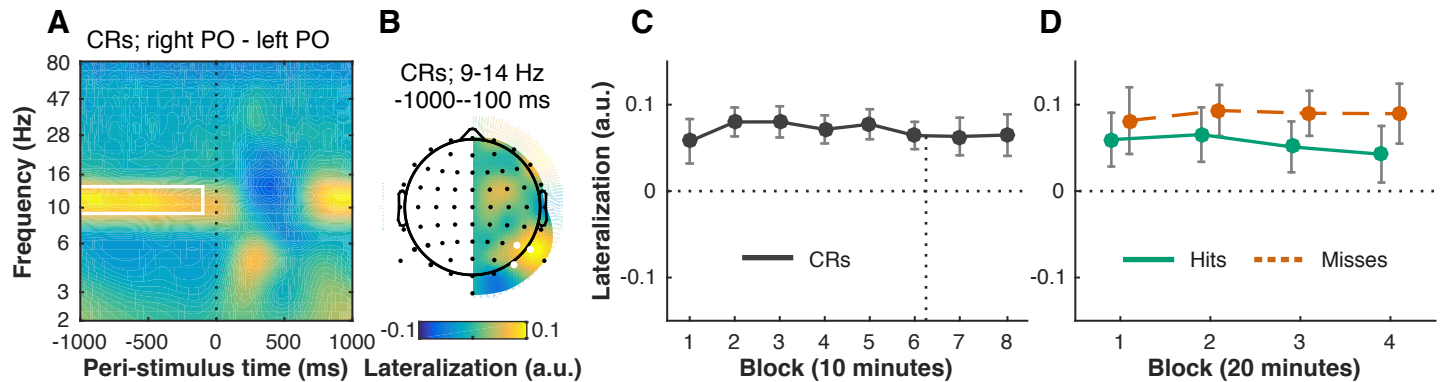 A
CRs; right PO - left PO
Frequency (Hz)
80
47
28
16
10
6
3
2
-1000
-500
0
500
1000
Peri-stimulus time (ms)
B
CRs; 9-14 Hz
-1000--100 ms
-0.1
0.1
Lateralization (a.u.)
C
Lateralization (a.u.)
0.1
0
-0.1
CRs
1 2 3 4 5 6 7 8
Block (10 minutes)
D
0.1
0
-0.1
Hits
Misses
1 2 3 4
Block (20 minutes)